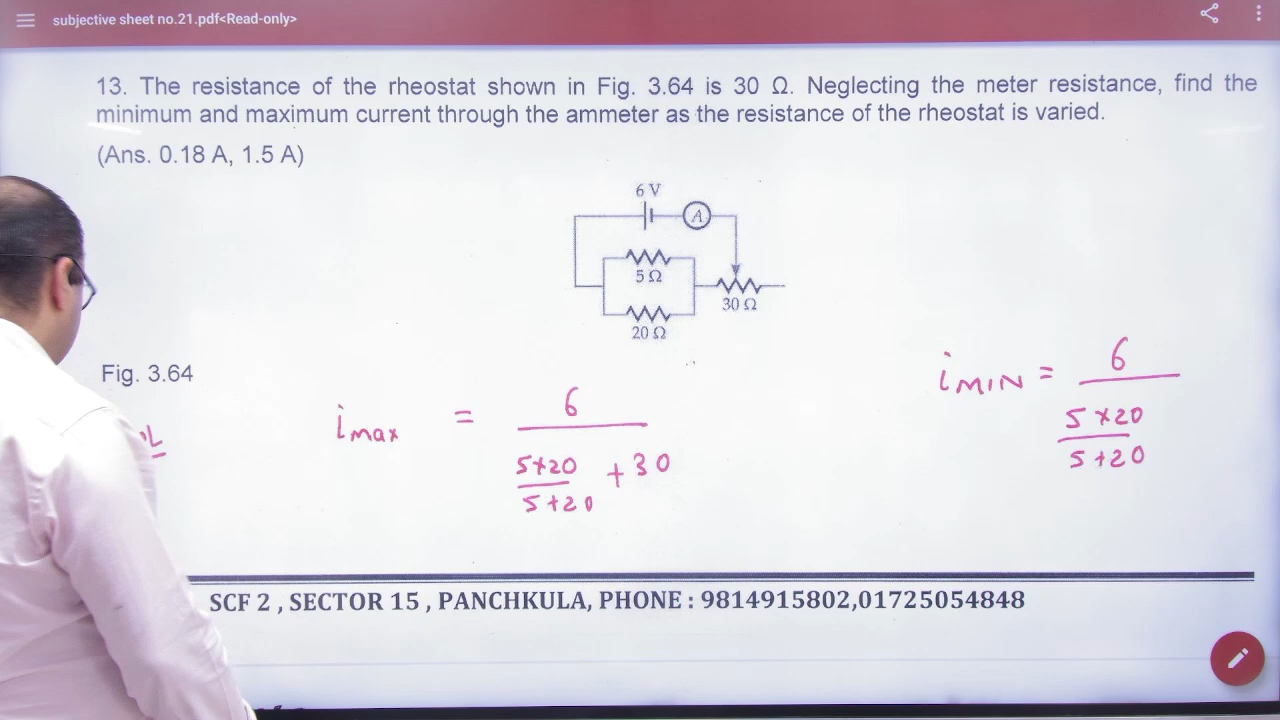 subjective sheet no.21.pdf<Read-only>
13. The resistance of the rheostat shown in Fig. 3.64 is 30 Ω. Neglecting the meter resistance, find the
minimum and maximum current through the ammeter as the resistance of the rheostat is varied.
(Ans. 0.18 A, 1.5 A)
6 V
A
5 Ω
30 Ω
20 Ω
Fig. 3.64
i max = 6 / (5×20 / 5+20 + 30)
i MIN = 6 / (5×20 / 5+20)
SCF 2 , SECTOR 15 , PANCHKULA, PHONE : 9814915802,01725054848